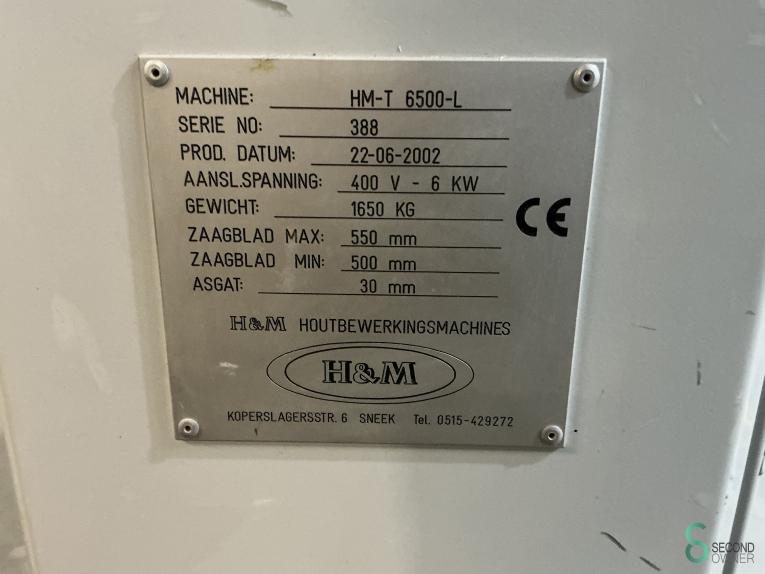 MACHINE: HM-T 6500-L
SERIE NO: 388
PROD. DATUM: 22-06-2002
AANSL.SPANNING: 400 V - 6 KW
GEWICHT: 1650 KG
CE
ZAAGBLAD MAX: 550 mm
ZAAGBLAD MIN: 500 mm
ASGAT: 30 mm
H&M HOUTBEWERKINGSMACHINES
H&M
KOPERSLAGERSSTR. 6 SNEEK Tel. 0515-429272
SECOND
OWNER